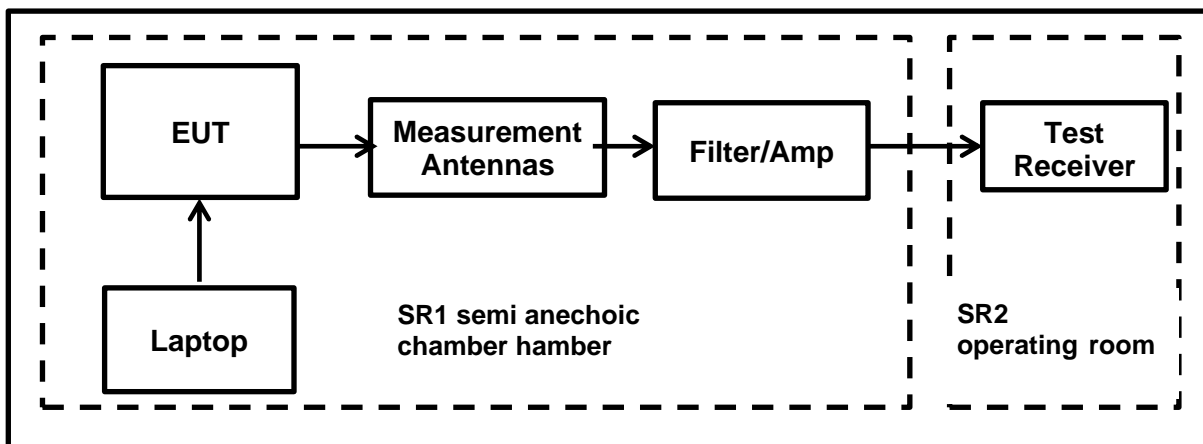 EUT
Measurement
Antennas
Filter/Amp
Test
Receiver
Laptop
SR1 semi anechoic
chamber hamber
SR2
operating room